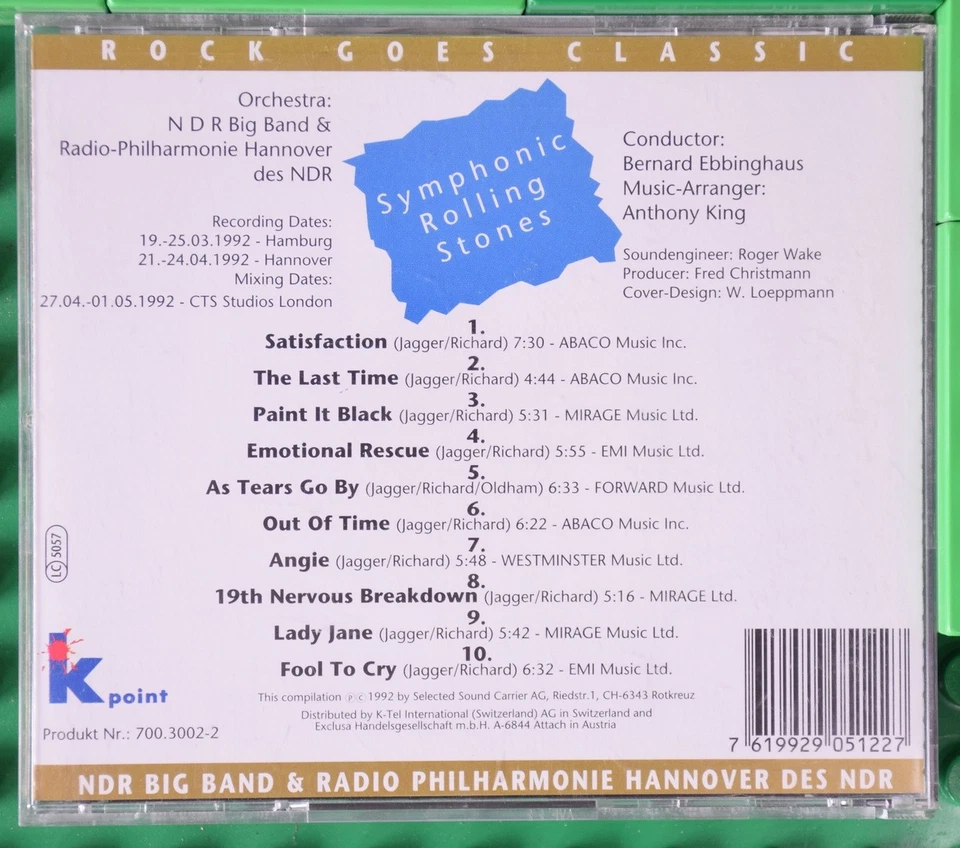 ROCK GOES CLASSIC
Orchestra:
N D R Big Band &
Radio-Philharmonie Hannover
des NDR
Recording Dates:
19.-25.03.1992 - Hamburg
21.-24.04.1992 - Hannover
Mixing Dates:
27.04.-01.05.1992 - CTS Studios London
Symphonic
Rolling
Stones
Conductor:
Bernard Ebbinghaus
Music-Arranger:
Anthony King
Soundengineer: Roger Wake
Producer: Fred Christmann
Cover-Design: W. Loeppmann
1.
Satisfaction (Jagger/Richard) 7:30 - ABACO Music Inc.
2.
The Last Time (Jagger/Richard) 4:44 - ABACO Music Inc.
3.
Paint It Black (Jagger/Richard) 5:31 - MIRAGE Music Ltd.
4.
Emotional Rescue (Jagger/Richard) 5:55 - EMI Music Ltd.
5.
As Tears Go By (Jagger/Richard/Oldham) 6:33 - FORWARD Music Ltd.
6.
Out Of Time (Jagger/Richard) 6:22 - ABACO Music Inc.
7.
Angie (Jagger/Richard) 5:48 - WESTMINSTER Music Ltd.
8.
19th Nervous Breakdown (Jagger/Richard) 5:16 - MIRAGE Ltd.
9.
Lady Jane (Jagger/Richard) 5:42 - MIRAGE Music Ltd.
10.
Fool To Cry (Jagger/Richard) 6:32 - EMI Music Ltd.
This compilation ℗ © 1992 by Selected Sound Carrier AG, Riedstr.1, CH-6343 Rotkreuz
Distributed by K-Tel International (Switzerland) AG in Switzerland and
Exclusa Handelsgesellschaft m.b.H. A-6844 Attach in Austria
LC 5057
K point
Produkt Nr.: 700.3002-2
7 619929 051227
NDR BIG BAND & RADIO PHILHARMONIE HANNOVER DES NDR